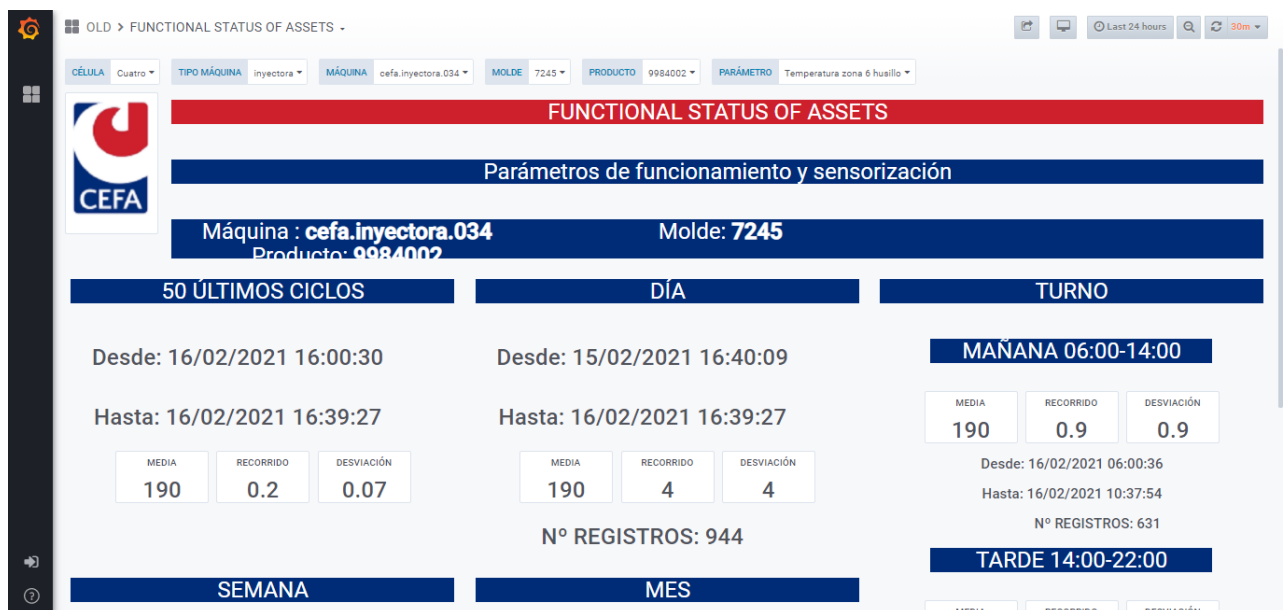 OLD > FUNCTIONAL STATUS OF ASSETS
Last 24 hours
30m
CÉLULA Cuatro
TIPO MÁQUINA inyectora
MÁQUINA cefa.inyectora.034
MOLDE 7245
PRODUCTO 9984002
PARÁMETRO Temperatura zona 6 husillo
CEFA
FUNCTIONAL STATUS OF ASSETS
Parámetros de funcionamiento y sensorización
Máquina : cefa.inyectora.034 Molde: 7245
Producto: 9984002
50 ÚLTIMOS CICLOS
Desde: 16/02/2021 16:00:30
Hasta: 16/02/2021 16:39:27
MEDIA RECORRIDO DESVIACIÓN
190 0.2 0.07
DÍA
Desde: 15/02/2021 16:40:09
Hasta: 16/02/2021 16:39:27
MEDIA RECORRIDO DESVIACIÓN
190 4 4
Nº REGISTROS: 944
TURNO
MAÑANA 06:00-14:00
MEDIA RECORRIDO DESVIACIÓN
190 0.9 0.9
Desde: 16/02/2021 06:00:36
Hasta: 16/02/2021 10:37:54
Nº REGISTROS: 631
TARDE 14:00-22:00
MEDIA RECORRIDO DESVIACIÓN
SEMANA
MES